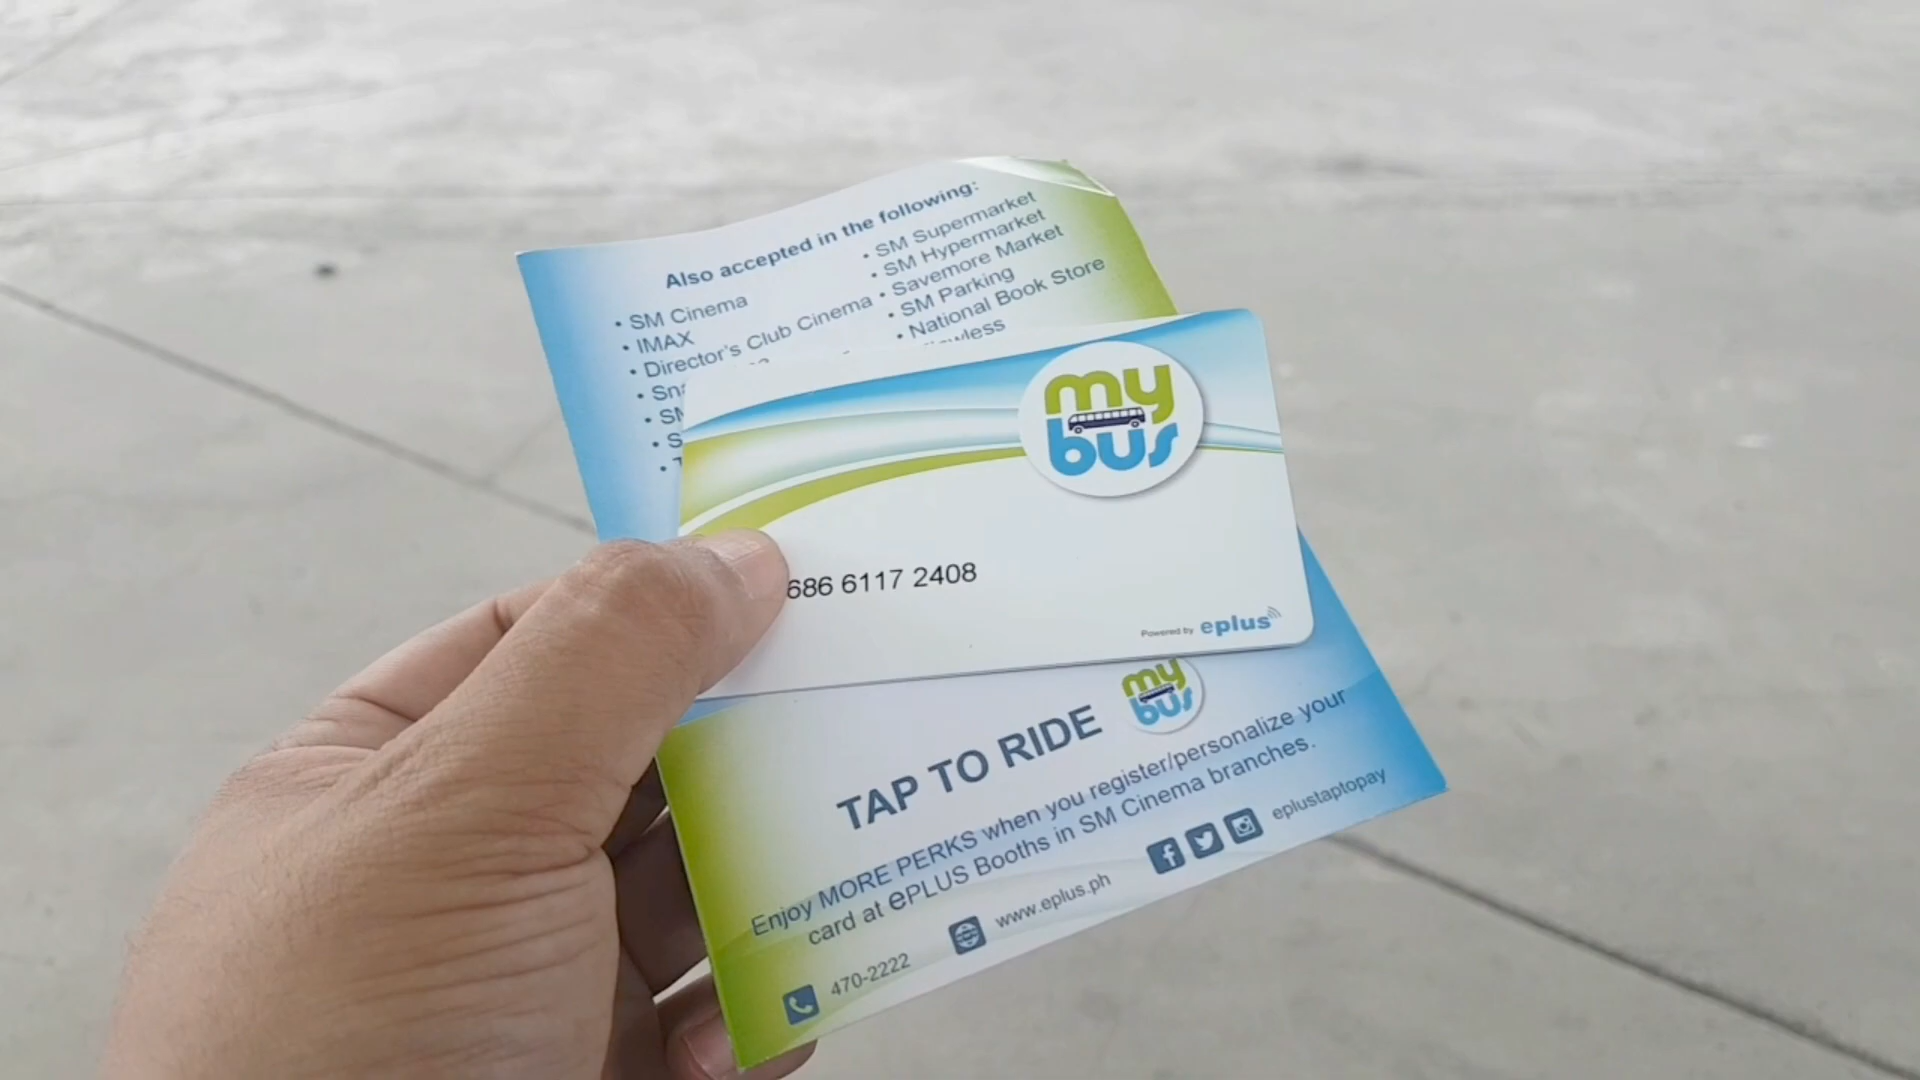 Also accepted in the following:
• SM Cinema
• IMAX
• Director's Club Cinema
• SM Supermarket
• SM Hypermarket
• Savemore Market
• SM Parking
• National Book Store
my
bus
686 6117 2408
Powered by eplus
TAP TO RIDE
my
bus
Enjoy MORE PERKS when you register/personalize your
card at ePLUS Booths in SM Cinema branches.
470-2222
www.eplus.ph
eplustaptopay